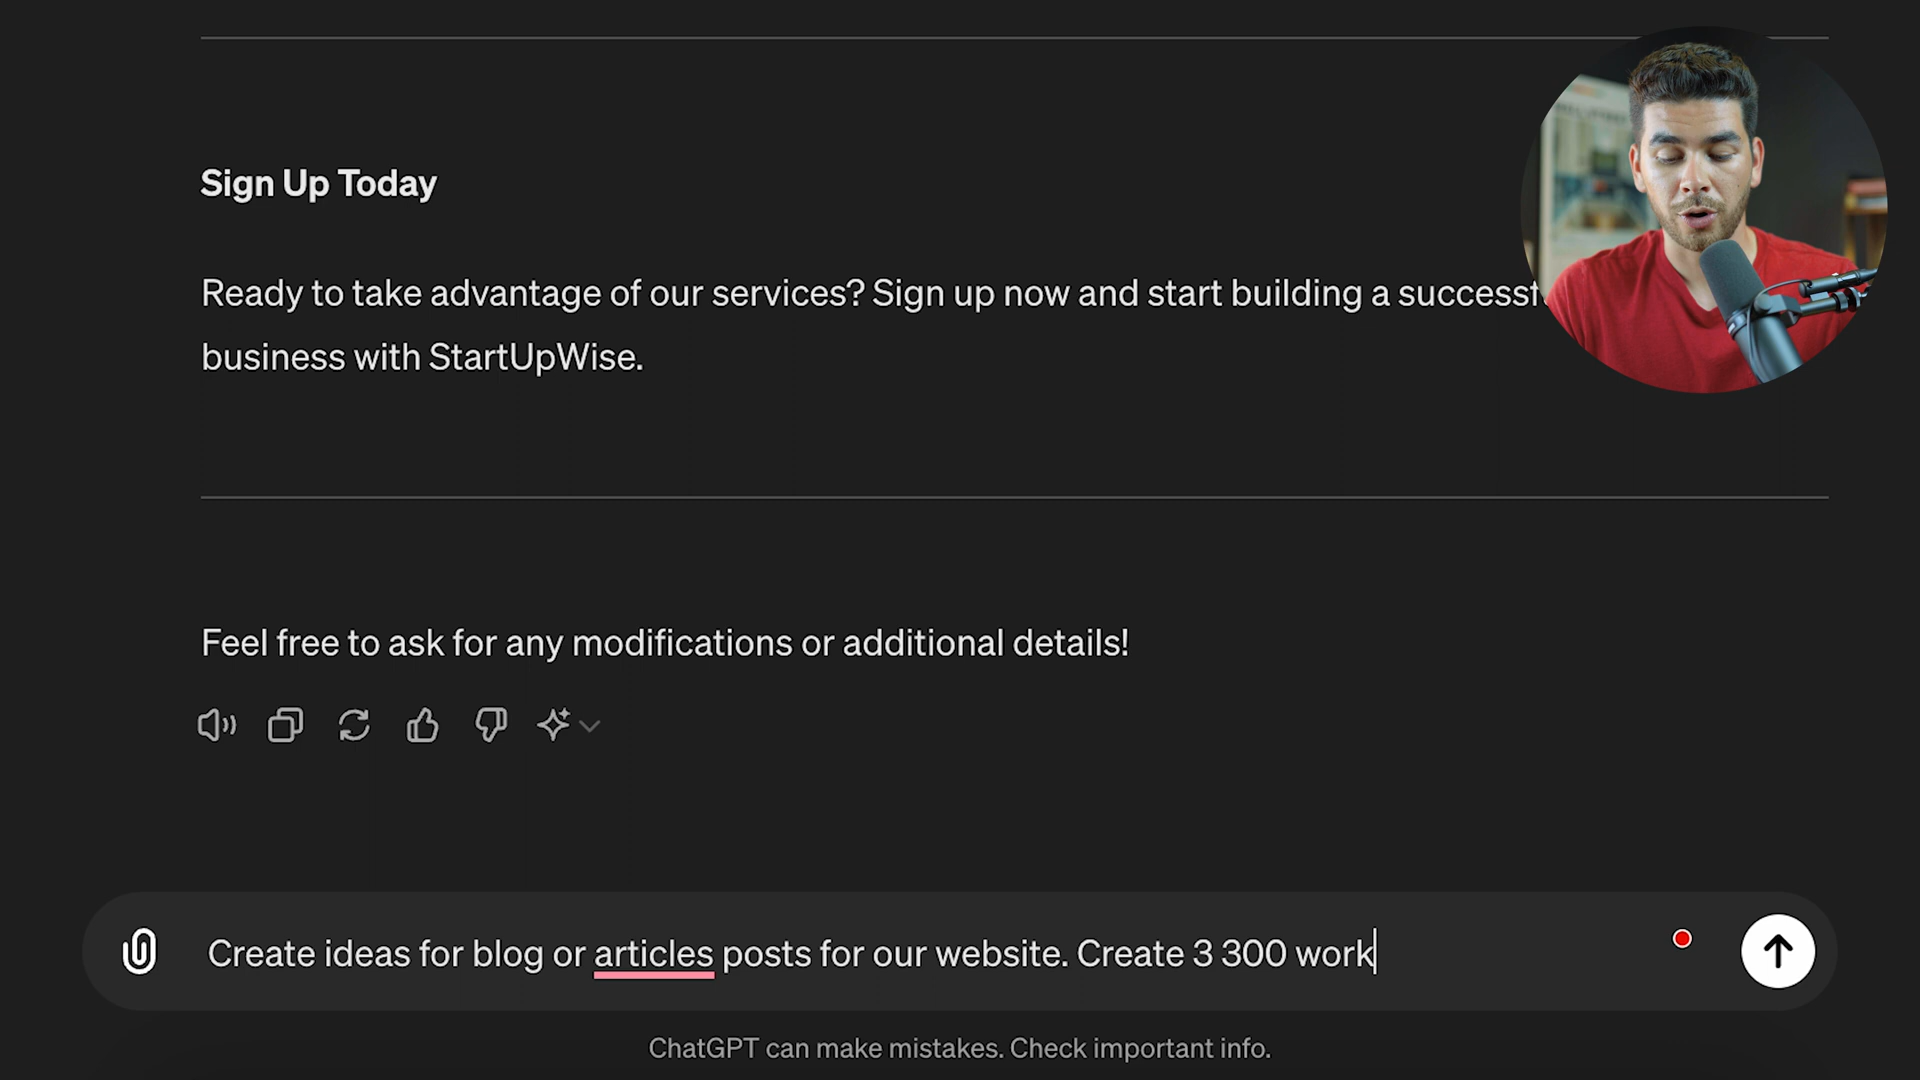 Sign Up Today
Ready to take advantage of our services? Sign up now and start building a
business with StartUpWise.
Feel free to ask for any modifications or additional details!
Create ideas for blog or articles posts for our website. Create 3 300 work
ChatGPT can make mistakes. Check important info.